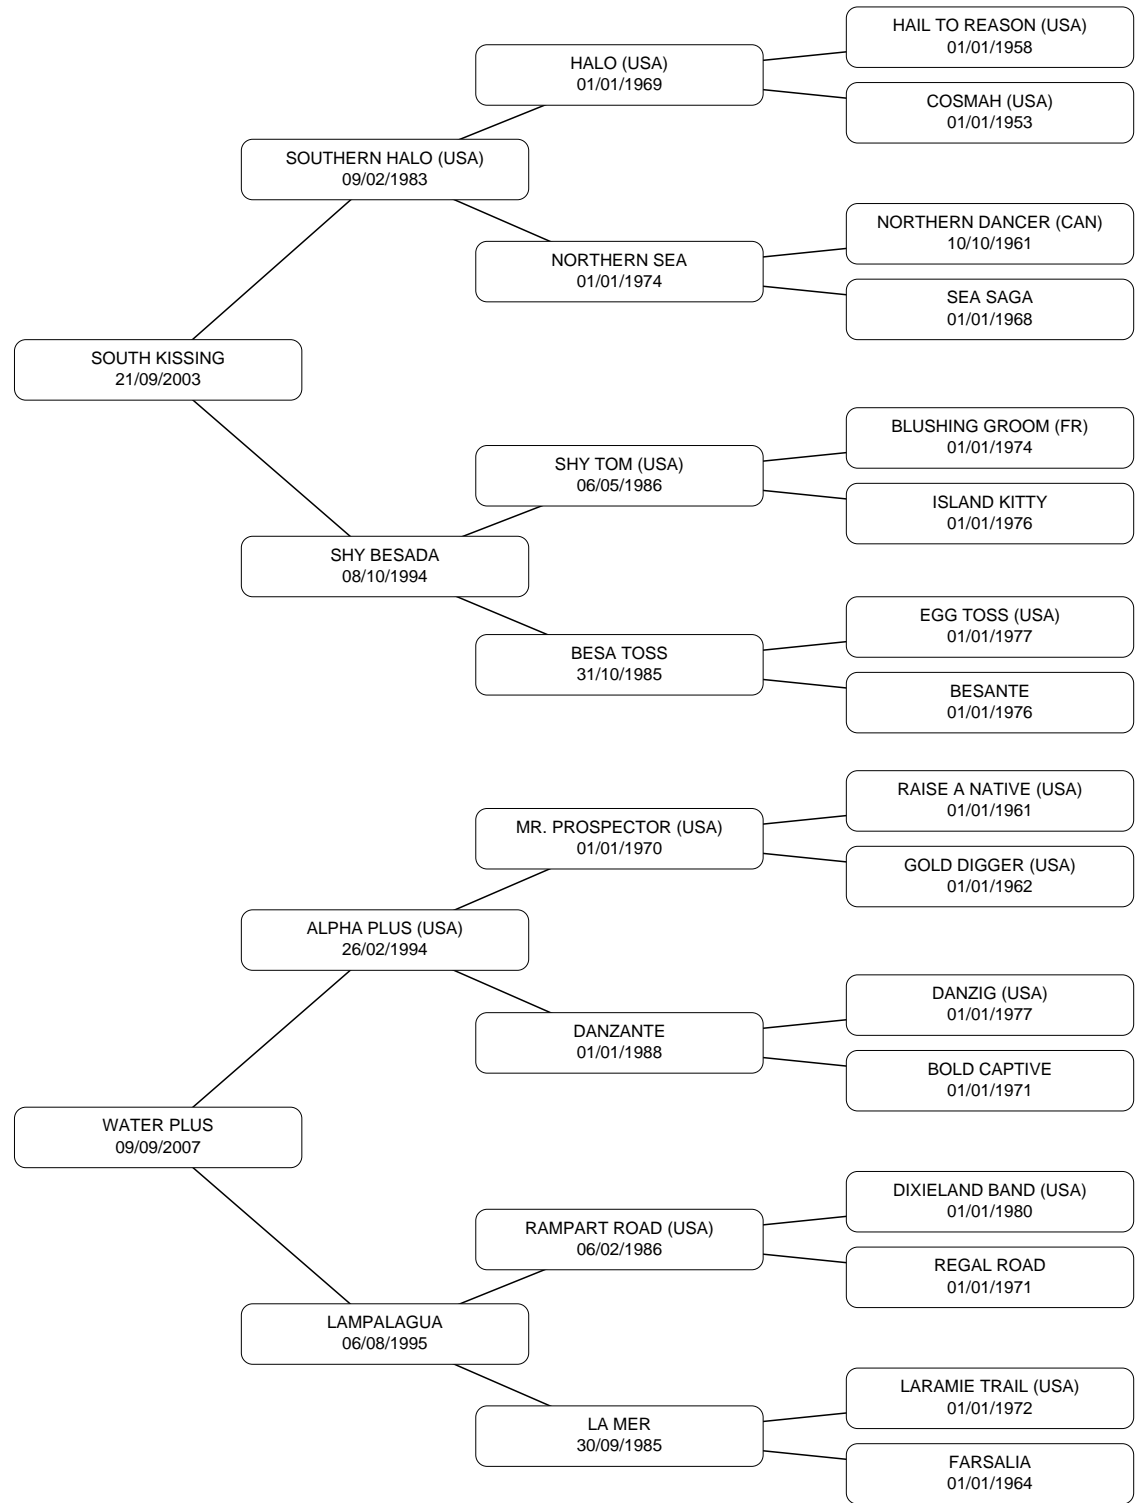 HAIL TO REASON (USA)
01/01/1958
HALO (USA)
01/01/1969
COSMAH (USA)
01/01/1953
SOUTHERN HALO (USA)
09/02/1983
NORTHERN DANCER (CAN)
10/10/1961
NORTHERN SEA
01/01/1974
SEA SAGA
01/01/1968
SOUTH KISSING
21/09/2003
BLUSHING GROOM (FR)
01/01/1974
SHY TOM (USA)
06/05/1986
ISLAND KITTY
01/01/1976
SHY BESADA
08/10/1994
EGG TOSS (USA)
01/01/1977
BESA TOSS
31/10/1985
BESANTE
01/01/1976
RAISE A NATIVE (USA)
01/01/1961
MR. PROSPECTOR (USA)
01/01/1970
GOLD DIGGER (USA)
01/01/1962
ALPHA PLUS (USA)
26/02/1994
DANZIG (USA)
01/01/1977
DANZANTE
01/01/1988
BOLD CAPTIVE
01/01/1971
WATER PLUS
09/09/2007
DIXIELAND BAND (USA)
01/01/1980
RAMPART ROAD (USA)
06/02/1986
REGAL ROAD
01/01/1971
LAMPALAGUA
06/08/1995
LARAMIE TRAIL (USA)
01/01/1972
LA MER
30/09/1985
FARSALIA
01/01/1964